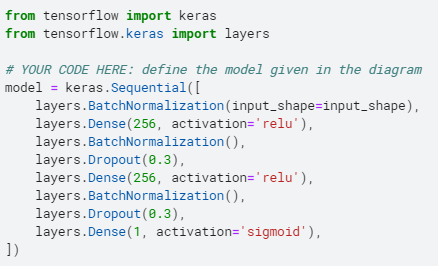 from tensorflow import keras
from tensorflow.keras import layers

# YOUR CODE HERE: define the model given in the diagram
model = keras.Sequential([
    layers.BatchNormalization(input_shape=input_shape),
    layers.Dense(256, activation='relu'),
    layers.BatchNormalization(),
    layers.Dropout(0.3),
    layers.Dense(256, activation='relu'),
    layers.BatchNormalization(),
    layers.Dropout(0.3),
    layers.Dense(1, activation='sigmoid'),
])